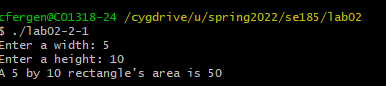 cfergen@CO1318-24 /cygdrive/u/spring2022/se185/lab02
$ ./lab02-2-1
Enter a width: 5
Enter a height: 10
A 5 by 10 rectangle's area is 50